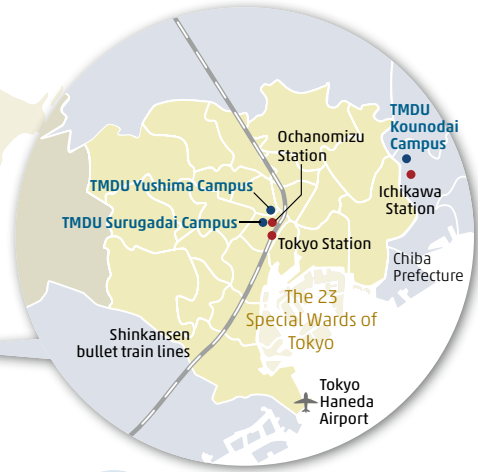 TMDU
Kounodai
Campus
Ochanomizu
Station
TMDU Yushima Campus
Ichikawa
Station
TMDU Surugadai Campus
Tokyo Station
Chiba
Prefecture
The 23
Special Wards of
Tokyo
Shinkansen
bullet train lines
Tokyo
Haneda
Airport